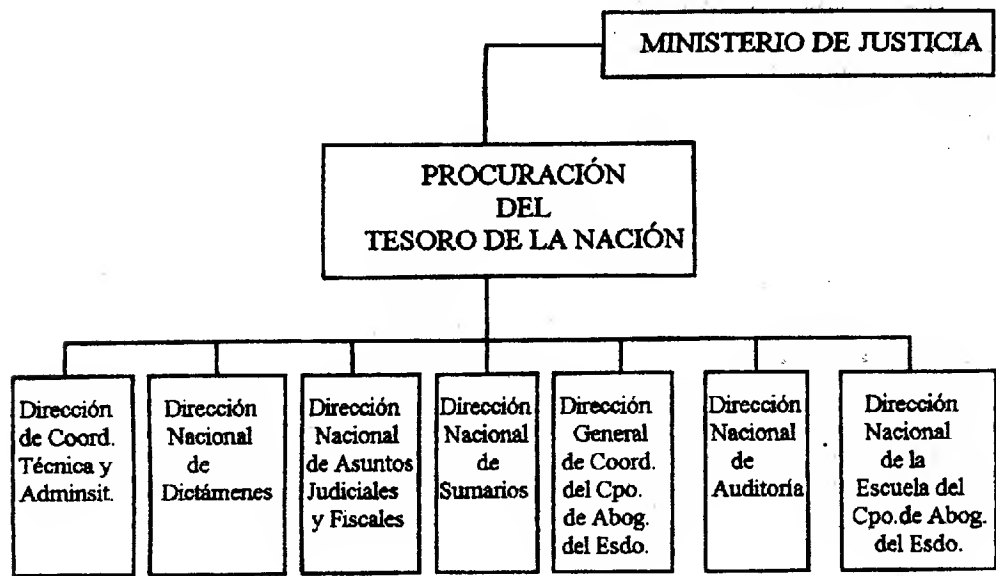 MINISTERIO DE JUSTICIA
PROCURACIÓN
DEL
TESORO DE LA NACIÓN
Dirección
de Coord.
Técnica y
Adminsit.
Dirección
Nacional
de
Dictámenes
Dirección
Nacional
de Asuntos
Judiciales
y Fiscales
Dirección
Nacional
de
Sumarios
Dirección
General
de Coord.
del Cpo.
de Abog.
del Esdo.
Dirección
Nacional
de
Auditoría
Dirección
Nacional
de la
Escuela del
Cpo.de Abog.
del Esdo.